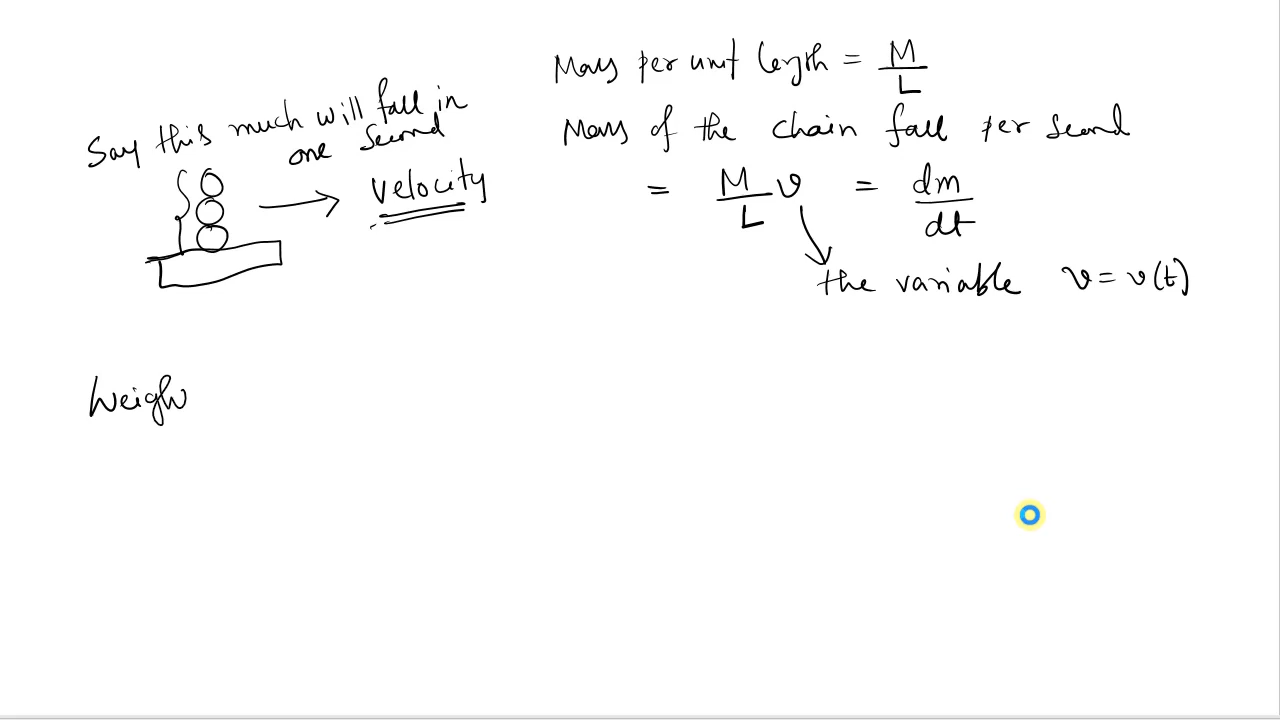 Say this much will fall in
one second
velocity
Mass per unit length = M/L
Mass of the chain fall per second
= M/L v = dm/dt
the variable v = v(t)
Weigh